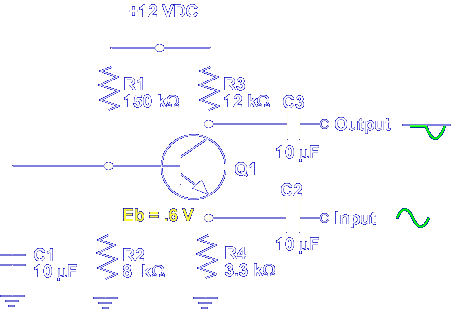 +12 VDC
R1
150 kΩ
R3
12 kΩ
C3
10 µF
Output
Q1
C2
10 µF
Input
Eb = .6 V
C1
10 µF
R2
8 kΩ
R4
3.3 kΩ